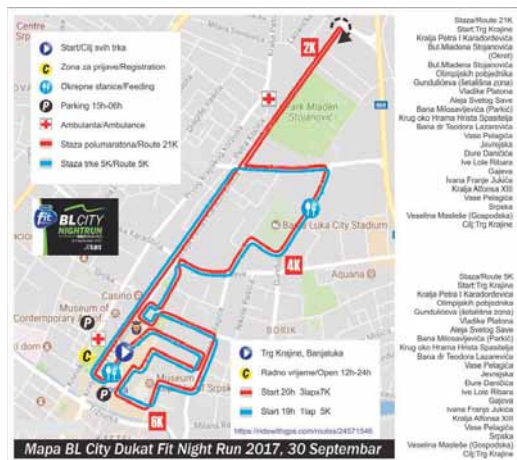 Start/Cilj svih trka
Zona za prijave/Registration
Okrepne stanice/Feeding
Parking 15h-06h
Ambulanta/Ambulance
Staza polumaratona/Route 21K
Staza trke 5K/Route 5K
fit
BLCITY
NIGHTRUN
2K
Park Mladen
Stojanović
Banja Luka City Stadium
4K
Aquana
Casino
Museum of
Contemporary
BORIK
Museum
6K
Trg Krajine, Banjaluka
Radno vrijeme/Open 12h-24h
Start 20h 3lapx7K
Start 19h 1lap 5K
https://ridewithgps.com/routes/24571546
Mapa BL City Dukat Fit Night Run 2017, 30 Septembar
Staza/Route 21K
Start:Trg Krajine
Kralja Petra I Karađorđevića
Bul.Mladena Stojanovića
(Okret)
Bul.Mladena Stojanovića
Olimpijskih pobjednika
Gundulićeva (šetališna zona)
Vladike Platona
Aleja Svetog Save
Bana Milosavljevića (Parkić)
Krug oko Hrama Hrista Spasitelja
Bana dr Teodora Lazarevića
Vase Pelagića
Jevrejska
Đure Daničića
Ive Lole Ribara
Gajeva
Ivana Franje Jukića
Kralja Alfonsa XIII
Vase Pelagića
Srpska
Veselina Masleše (Gospodska)
Cilj:Trg Krajine
Staza/Route 5K
Start:Trg Krajine
Kralja Petra I Karađorđevića
Olimpijskih pobjednika
Gundulićeva (šetališna zona)
Vladike Platona
Aleja Svetog Save
Bana Milosavljevića (Parkić)
Krug oko Hrama Hrista Spasitelja
Bana dr Teodora Lazarevića
Vase Pelagića
Jevrejska
Đure Daničića
Ive Lole Ribara
Gajeva
Ivana Franje Jukića
Kralja Alfonsa XIII
Vase Pelagića
Srpska
Veselina Masleše (Gospodska)
Cilj:Trg Krajine